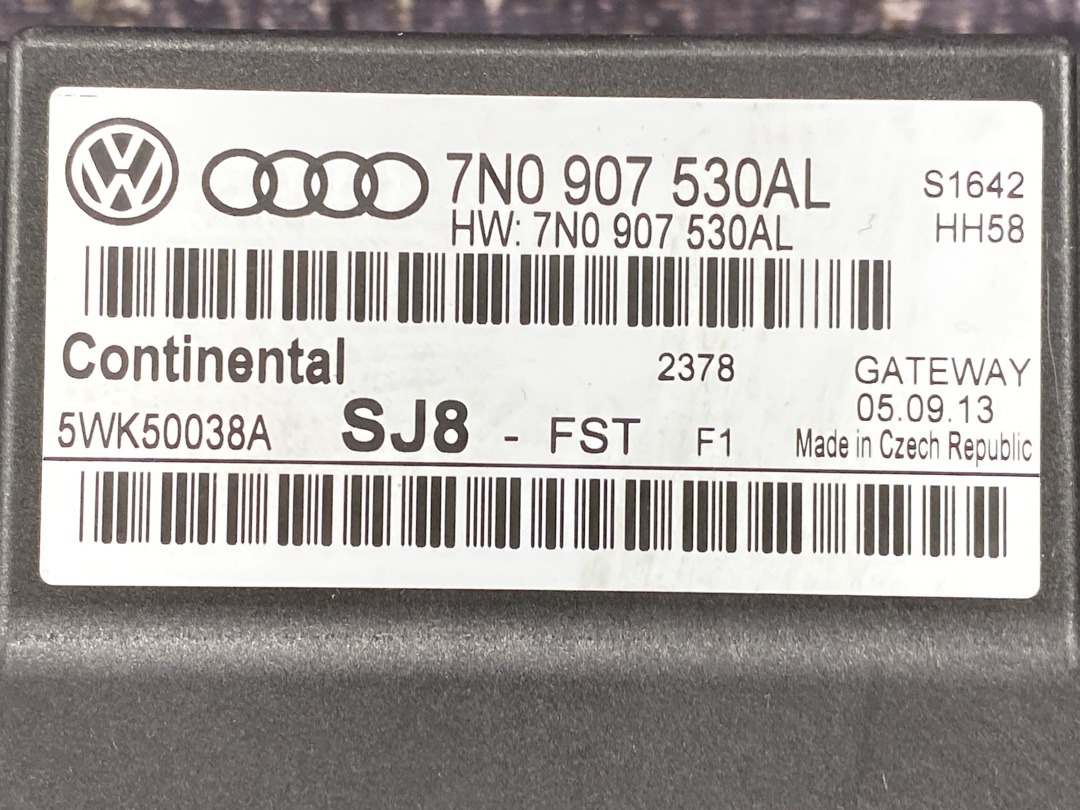 7N0 907 530AL S1642
HW: 7N0 907 530AL HH58
Continental 2378 GATEWAY
05.09.13
5WK50038A SJ8 - FST F1 Made in Czech Republic